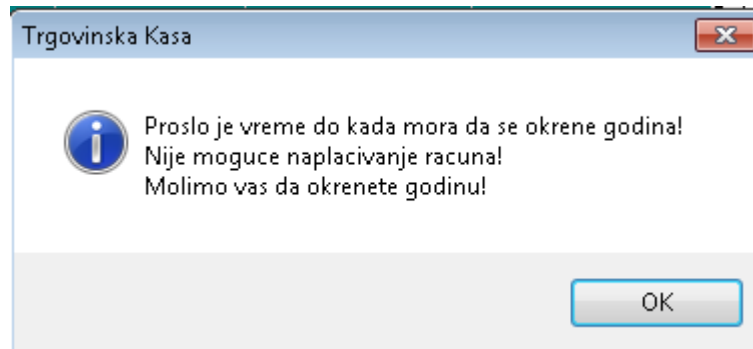 Trgovinska Kasa
Proslo je vreme do kada mora da se okrene godina!
Nije moguce naplacivanje racuna!
Molimo vas da okrenete godinu!
OK